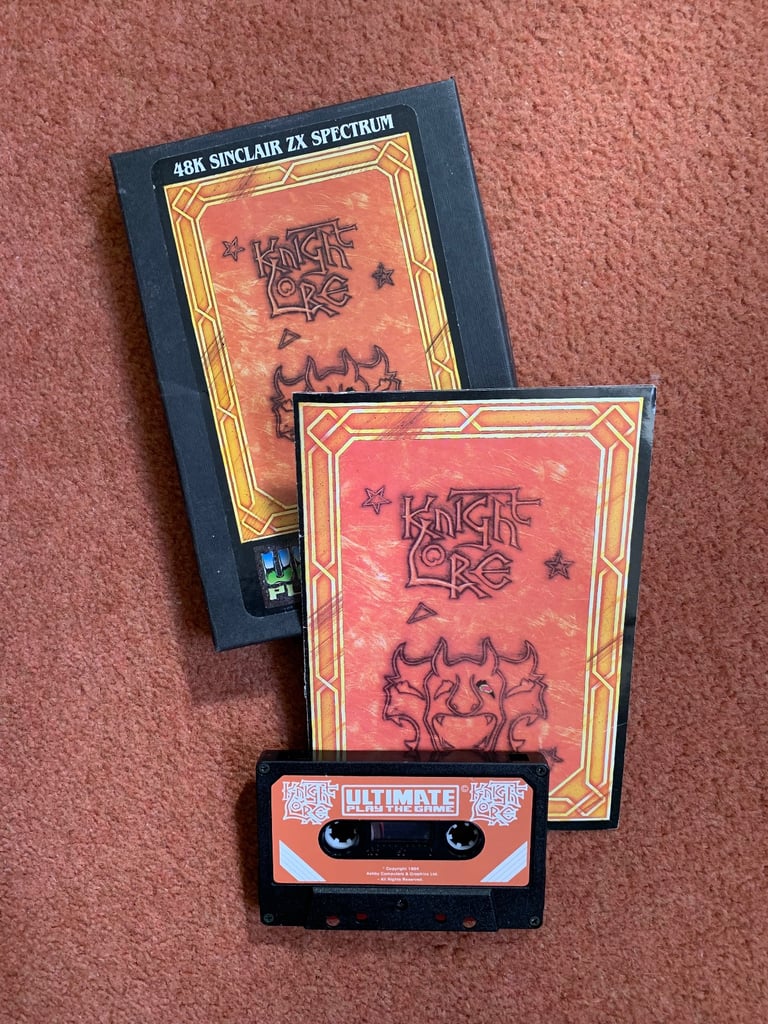 48K SINCLAIR ZX SPECTRUM
KNIGHT
LORE
KNIGHT
LORE
KNIGHT
LORE
ULTIMATE
PLAY THE GAME
©
KNIGHT
LORE
© Copyright 1984
Ashby Computers & Graphics Ltd.
– All Rights Reserved.